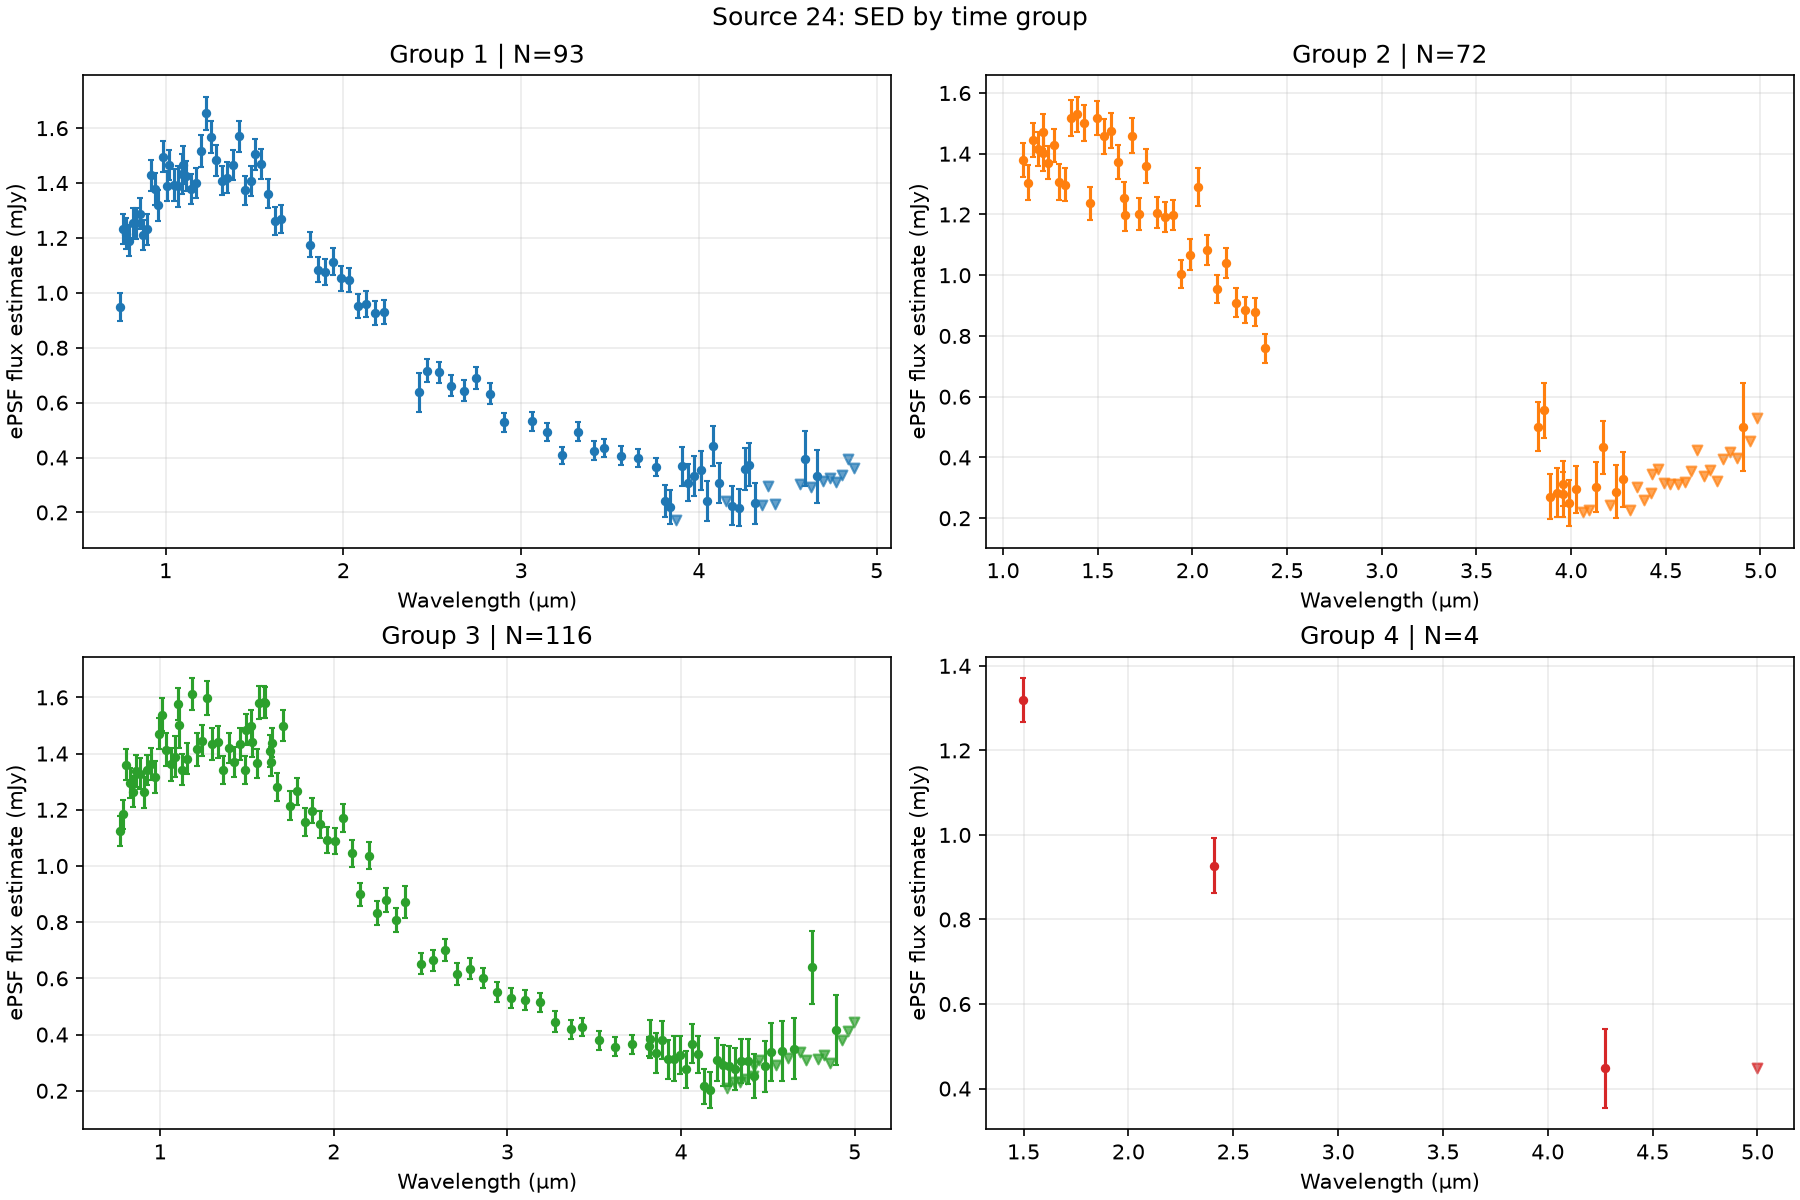 Source 24: SED by time group
Group 1 | N=93
ePSF flux estimate (mJy)
1.6
1.4
1.2
1.0
0.8
0.6
0.4
0.2
1 2 3 4 5
Wavelength (μm)
Group 2 | N=72
ePSF flux estimate (mJy)
1.6
1.4
1.2
1.0
0.8
0.6
0.4
0.2
1.0 1.5 2.0 2.5 3.0 3.5 4.0 4.5 5.0
Wavelength (μm)
Group 3 | N=116
ePSF flux estimate (mJy)
1.6
1.4
1.2
1.0
0.8
0.6
0.4
0.2
1 2 3 4 5
Wavelength (μm)
Group 4 | N=4
ePSF flux estimate (mJy)
1.4
1.2
1.0
0.8
0.6
0.4
1.5 2.0 2.5 3.0 3.5 4.0 4.5 5.0
Wavelength (μm)